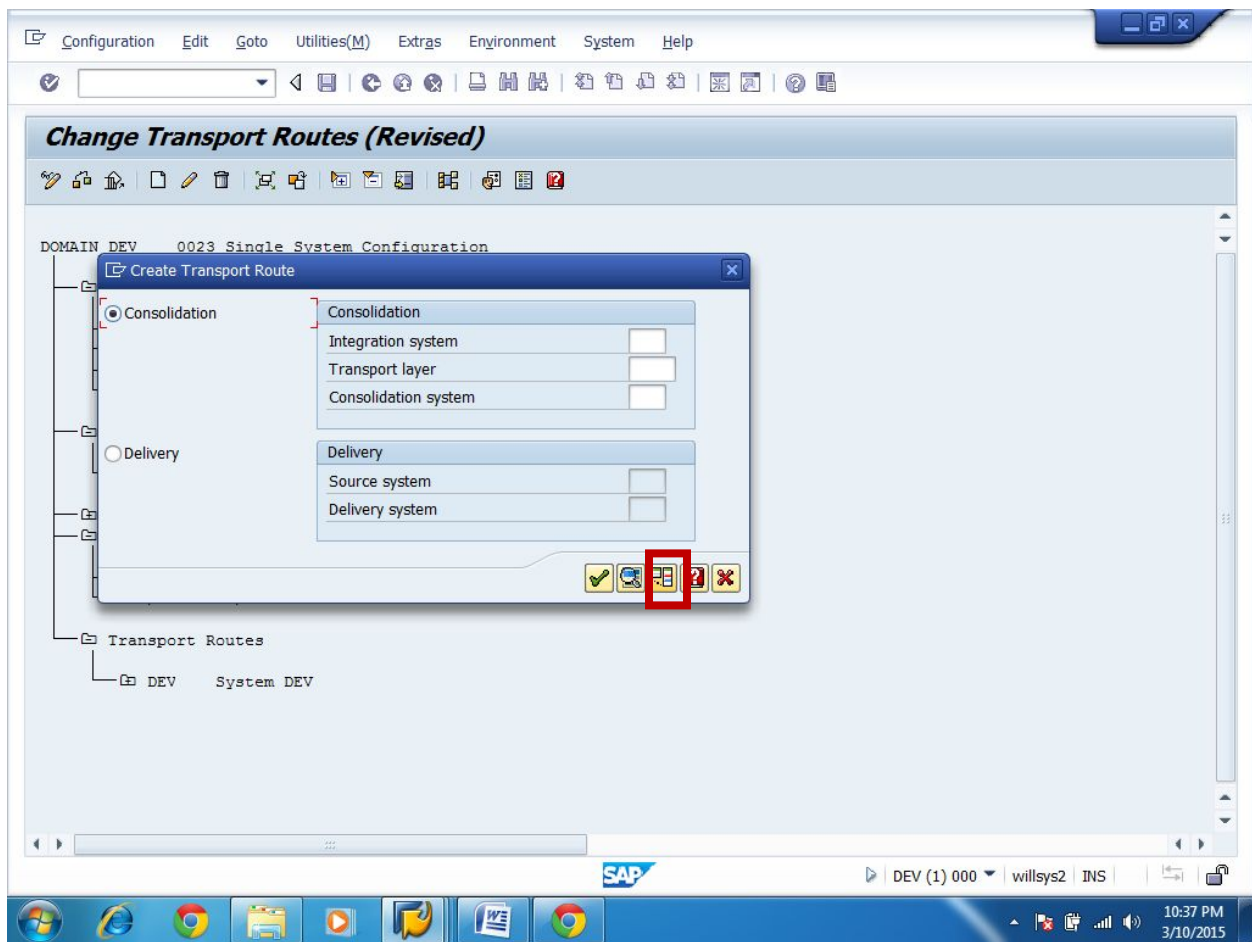 Configuration Edit Goto Utilities(M) Extras Environment System Help
Change Transport Routes (Revised)
DOMAIN_DEV 0023 Single System Configuration
Create Transport Route
Consolidation
Consolidation
Integration system
Transport layer
Consolidation system
Delivery
Delivery
Source system
Delivery system
Transport Routes
DEV System DEV
SAP
DEV (1) 000 willsys2 INS
10:37 PM
3/10/2015